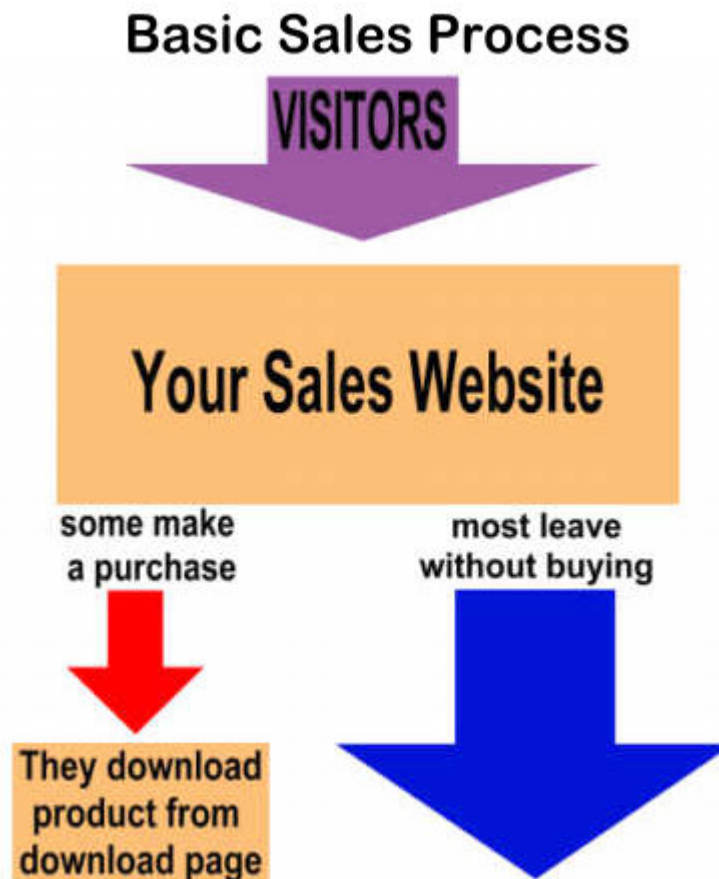 Basic Sales Process
VISITORS
Your Sales Website
some make
a purchase
most leave
without buying
They download
product from
download page